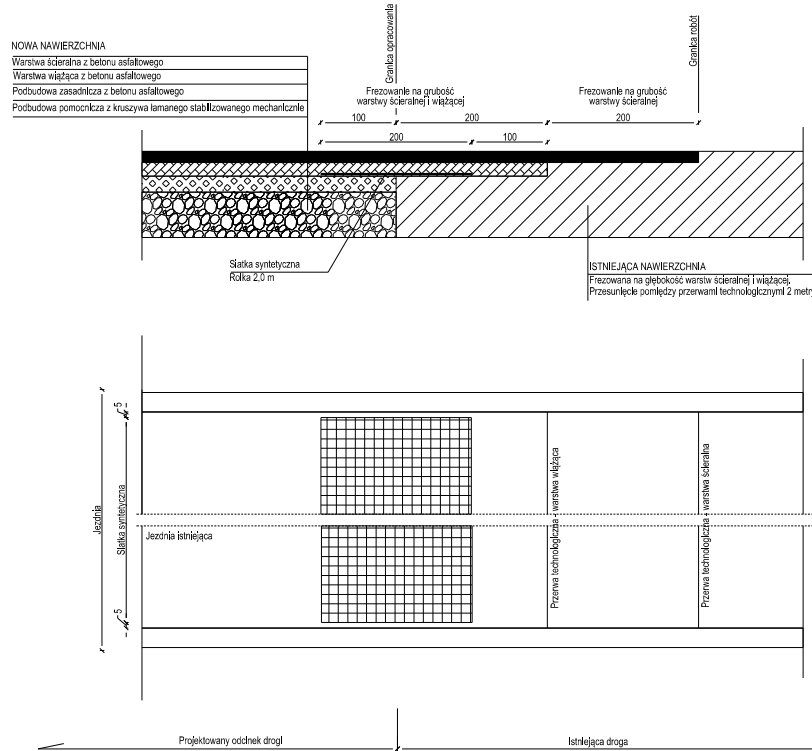 NOWA NAWIERZCHNIA
Warstwa ścieralna z betonu asfaltowego
Warstwa wiążąca z betonu asfaltowego
Podbudowa zasadnicza z betonu asfaltowego
Podbudowa pomocnicza z kruszywa łamanego stabilizowanego mechanicznie
Granica opracowania
Granica robót
Frezowanie na grubość
warstwy ścieralnej i wiążącej
Frezowanie na grubość
warstwy ścieralnej
100
200
200
200
100
Siatka syntetyczna
Rolka 2,0 m
ISTNIEJĄCA NAWIERZCHNIA
Frezowana na głębokość warstw ścieralnej i wiążącej.
Przesunięcie pomiędzy przerwami technologicznymi 2 metry
Jezdnia
5
Siatka syntetyczna
5
Jezdnia istniejąca
Przerwa technologiczna - warstwa wiążąca
Przerwa technologiczna - warstwa ścieralna
Projektowany odcinek drogi
Istniejąca droga